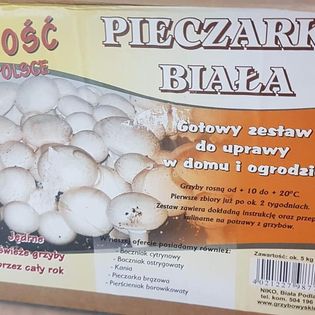 OŚĆ
POLSCE
PIECZARK
BIAŁA
Gotowy zestaw
do uprawy
w domu i ogrodzi
Grzyby rosną od + 10 do + 20°C.
Pierwsze zbiory już po ok. 2 tygodniach.
Zestaw zawiera dokładną instrukcję oraz przep
kulinarne na potrawy z grzybów.
Jędrne
świeże grzyby
przez cały rok
W naszej ofercie posiadamy również:
- Boczniak cytrynowy
- Boczniak ostrygowaty
- Kania
- Pieczarka brązowa
- Pierścieniak borowikowaty
Zawartość: ok. 5 kg
NIKO, Biała Podla
tel. kom. 504 196
www.grzybowysk